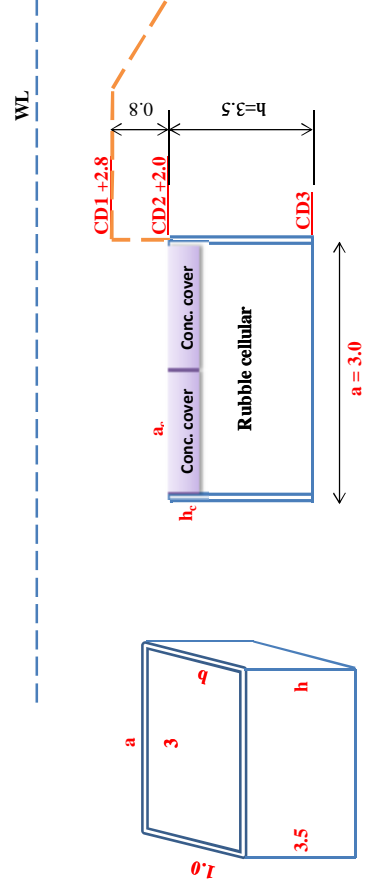 WL
CD1 +2.8
0.8
CD2 +2.0
h=3.5
CD3
Conc. cover
Conc. cover
a_c
h_c
Rubble cellular
a = 3.0
a
b
3
1.0
h
3.5